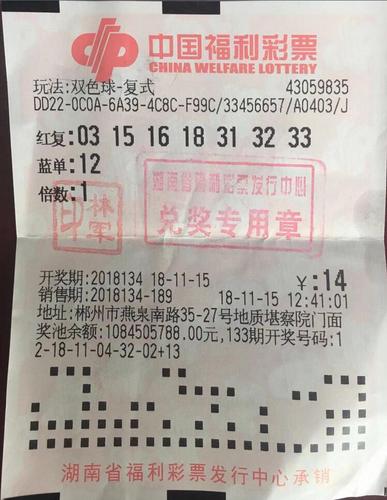 中国福利彩票
CHINA WELFARE LOTTERY
玩法:双色球-复式 43059835
DD22-0C0A-6A39-4C8C-F99C/33456657/A0403/J
红复:03 15 16 18 31 32 33
蓝单:12
倍数:1
湖南省福利彩票发行中心
兑奖专用章
林军印
开奖期:2018134 18-11-15 ¥:14
销售期:2018134-189 18-11-15 12:41:01
地址:郴州市燕泉南路35-27号地质堪察院门面
奖池余额:1084505788.00元,133期开奖号码:1
2-18-11-04-32-02+13
湖南省福利彩票发行中心承销